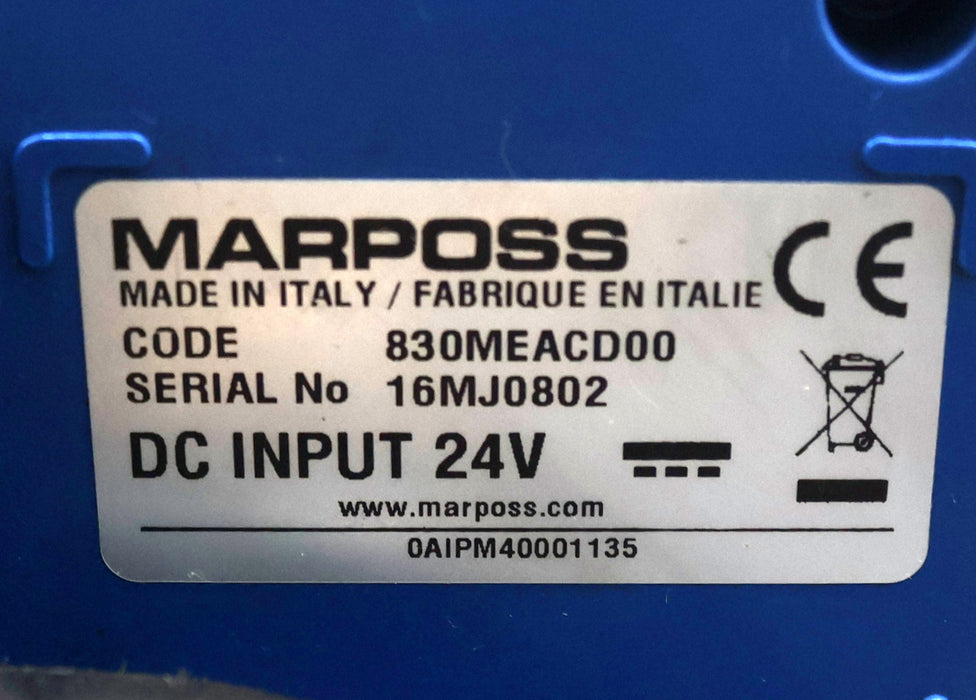 MARPOSS
MADE IN ITALY / FABRIQUE EN ITALIE
CODE 830MEACD00
SERIAL No 16MJ0802
DC INPUT 24V
www.marposs.com
0AIPM40001135
CE